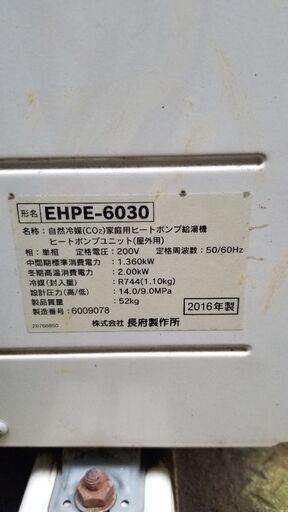 形名 EHPE-6030
名称：自然冷媒(CO₂)家庭用ヒートポンプ給湯機
ヒートポンプユニット(屋外用)
相：単相 定格電圧：200V 定格周波数：50/60Hz
中間期標準消費電力： 1.360kW
冬期高温消費電力： 2.00kW
冷媒(封入量)： R744(1.10kg)
設計圧力(高/低)： 14.0/9.0MPa
製品質量： 52kg
製造番号：6009078
2016年製
株式会社 長府製作所